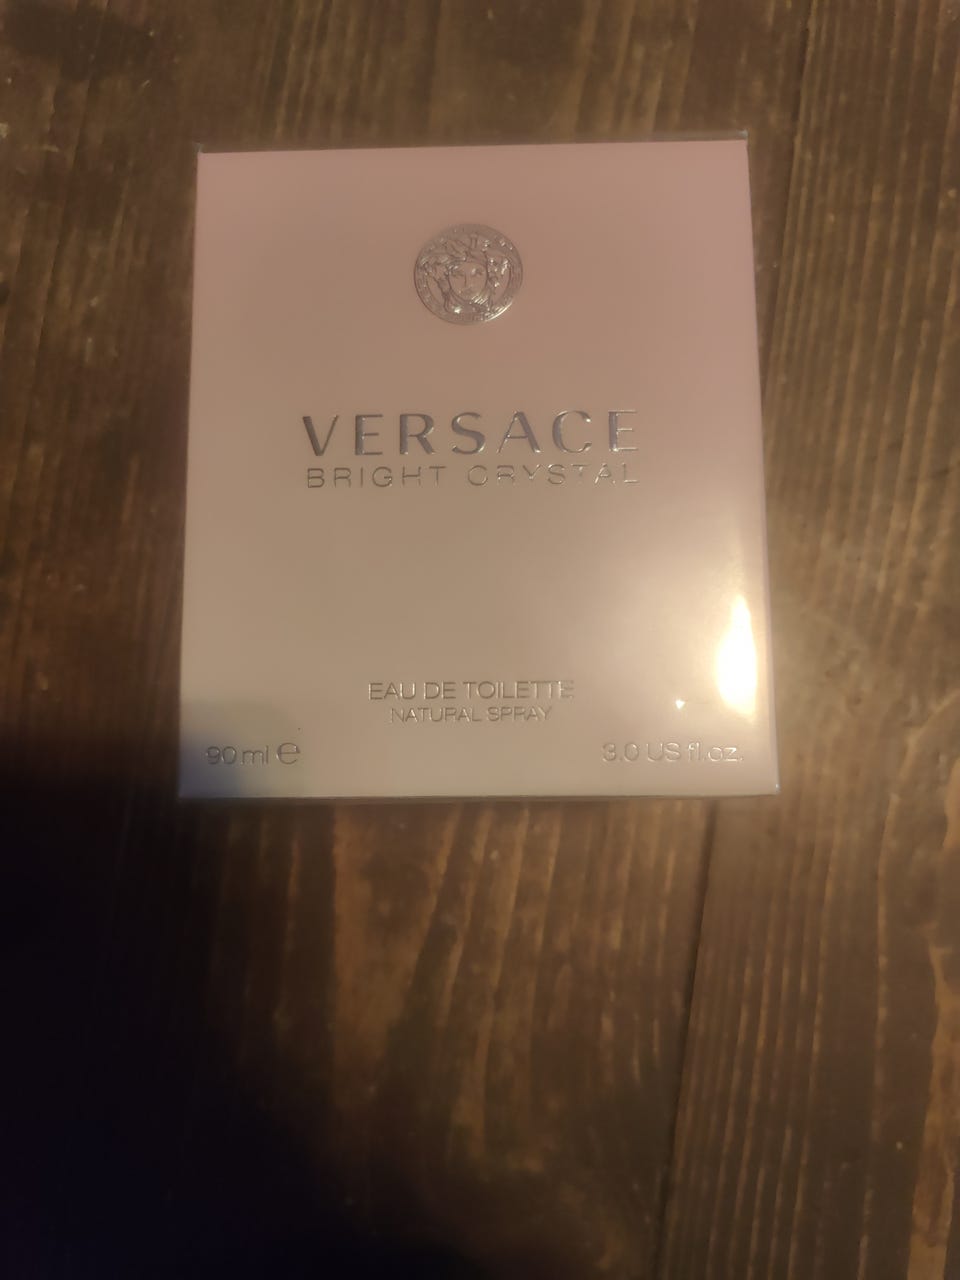 VERSACE
BRIGHT CRYSTAL
EAU DE TOILETTE
NATURAL SPRAY
90 ml ℮ 3.0 US fl.oz.